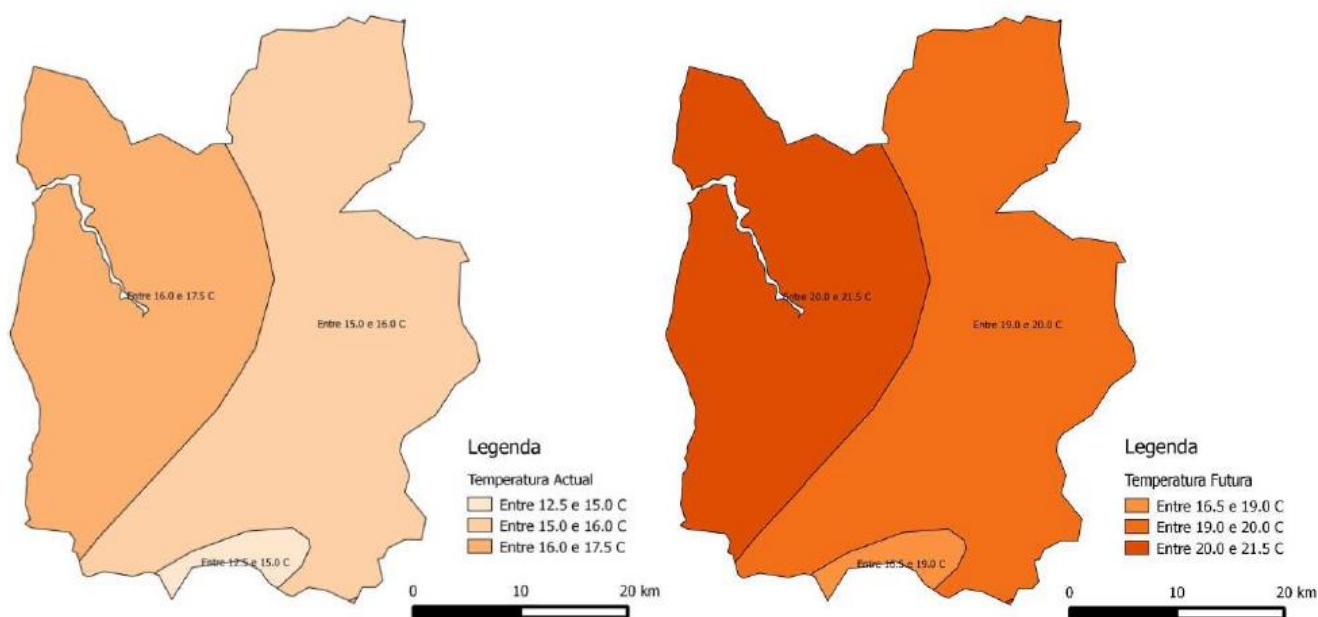 Entre 16.0 e 17.5 C
Entre 15.0 e 16.0 C
Entre 12.5 e 15.0 C
Legenda
Temperatura Actual
Entre 12.5 e 15.0 C
Entre 15.0 e 16.0 C
Entre 16.0 e 17.5 C
0 10 20 km
Entre 20.0 e 21.5 C
Entre 19.0 e 20.0 C
Entre 16.5 e 19.0 C
Legenda
Temperatura Futura
Entre 16.5 e 19.0 C
Entre 19.0 e 20.0 C
Entre 20.0 e 21.5 C
0 10 20 km